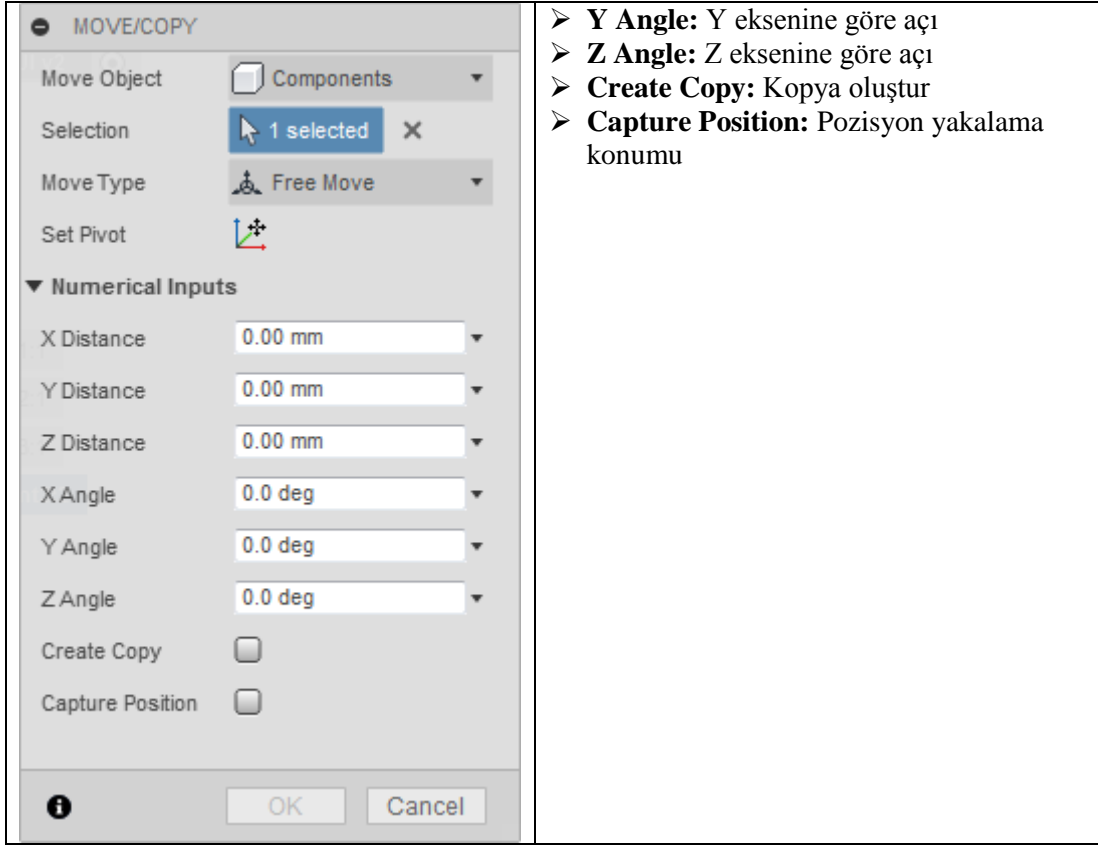 MOVE/COPY
Move Object Components
Selection 1 selected
Move Type Free Move
Set Pivot
Numerical Inputs
X Distance 0.00 mm
Y Distance 0.00 mm
Z Distance 0.00 mm
X Angle 0.0 deg
Y Angle 0.0 deg
Z Angle 0.0 deg
Create Copy
Capture Position
OK Cancel
➢ Y Angle: Y eksenine göre açı
➢ Z Angle: Z eksenine göre açı
➢ Create Copy: Kopya oluştur
➢ Capture Position: Pozisyon yakalama
konumu